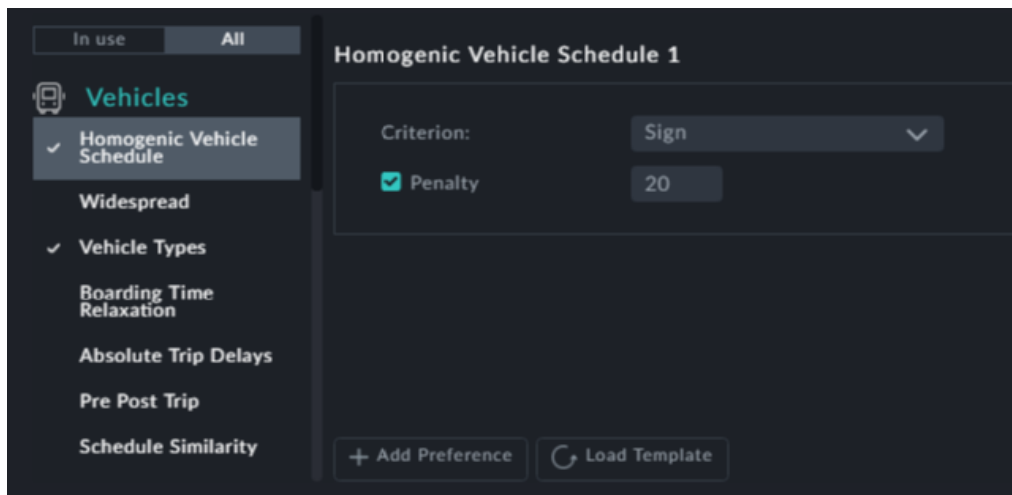 In use All
Vehicles
Homogenic Vehicle
Schedule
Widespread
Vehicle Types
Boarding Time
Relaxation
Absolute Trip Delays
Pre Post Trip
Schedule Similarity
Homogenic Vehicle Schedule 1
Criterion: Sign
Penalty 20
+ Add Preference Load Template